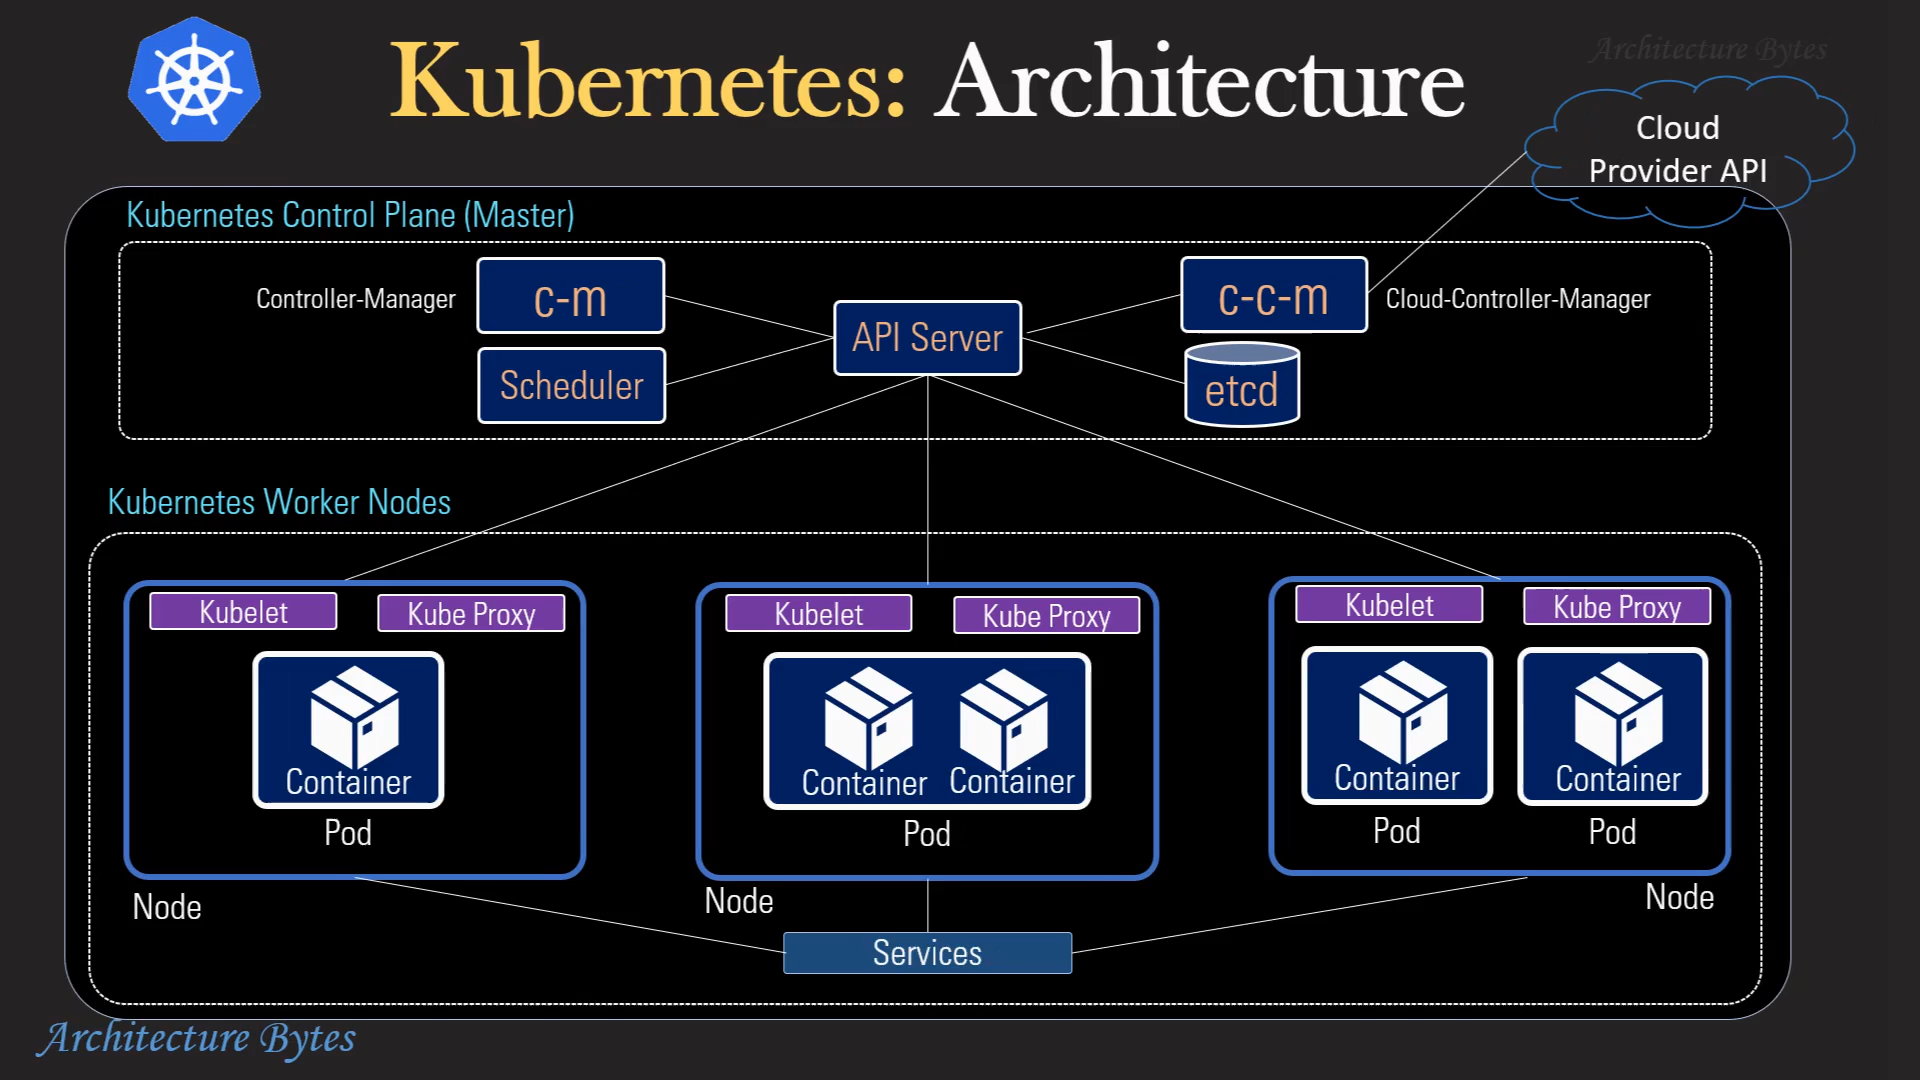 Kubernetes: Architecture
Architecture Bytes
Cloud
Provider API
Kubernetes Control Plane (Master)
Controller-Manager
c-m
Scheduler
API Server
c-c-m
Cloud-Controller-Manager
etcd
Kubernetes Worker Nodes
Kubelet
Kube Proxy
Container
Pod
Node
Kubelet
Kube Proxy
Container
Container
Pod
Node
Kubelet
Kube Proxy
Container
Container
Pod
Pod
Node
Services
Architecture Bytes